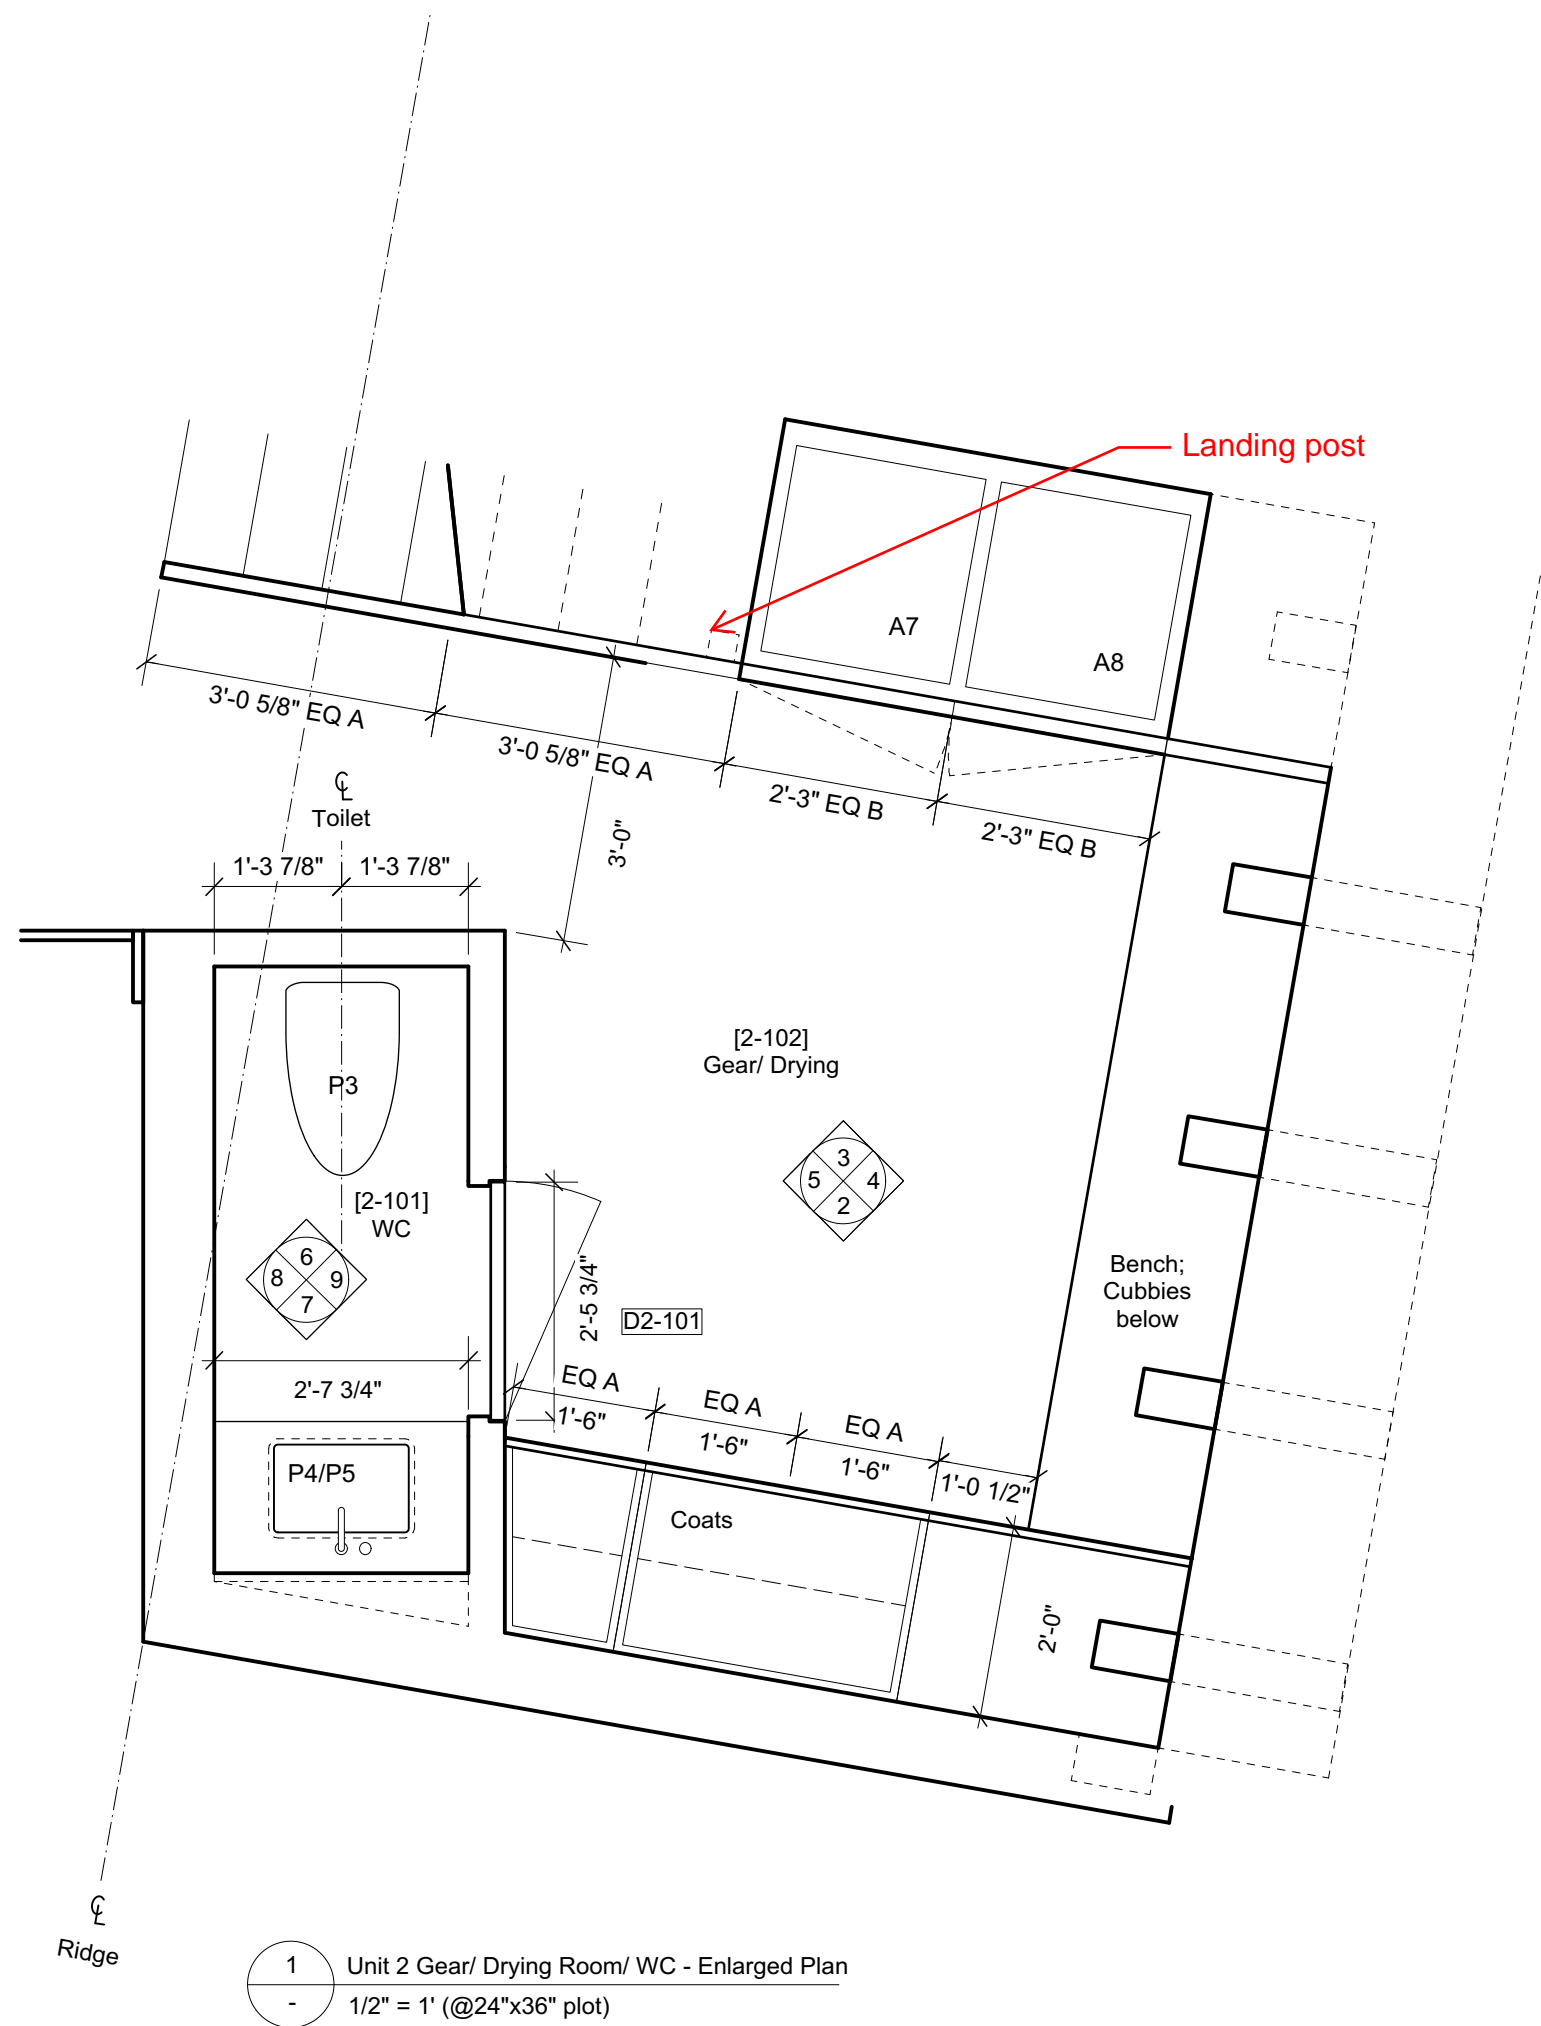 Landing post
A7
A8
3'-0 5/8" EQ A
3'-0 5/8" EQ A
2'-3" EQ B
2'-3" EQ B
3'-0"
℄
Toilet
1'-3 7/8"
1'-3 7/8"
[2-102]
Gear/ Drying
P3
3
5
4
2
[2-101]
WC
6
8
9
7
2'-5 3/4"
D2-101
Bench;
Cubbies
below
2'-7 3/4"
EQ A
EQ A
EQ A
1'-6"
1'-6"
1'-6"
1'-0 1/2"
P4/P5
Coats
2'-0"
℄
Ridge
1
Unit 2 Gear/ Drying Room/ WC - Enlarged Plan
-
1/2" = 1' (@24"x36" plot)